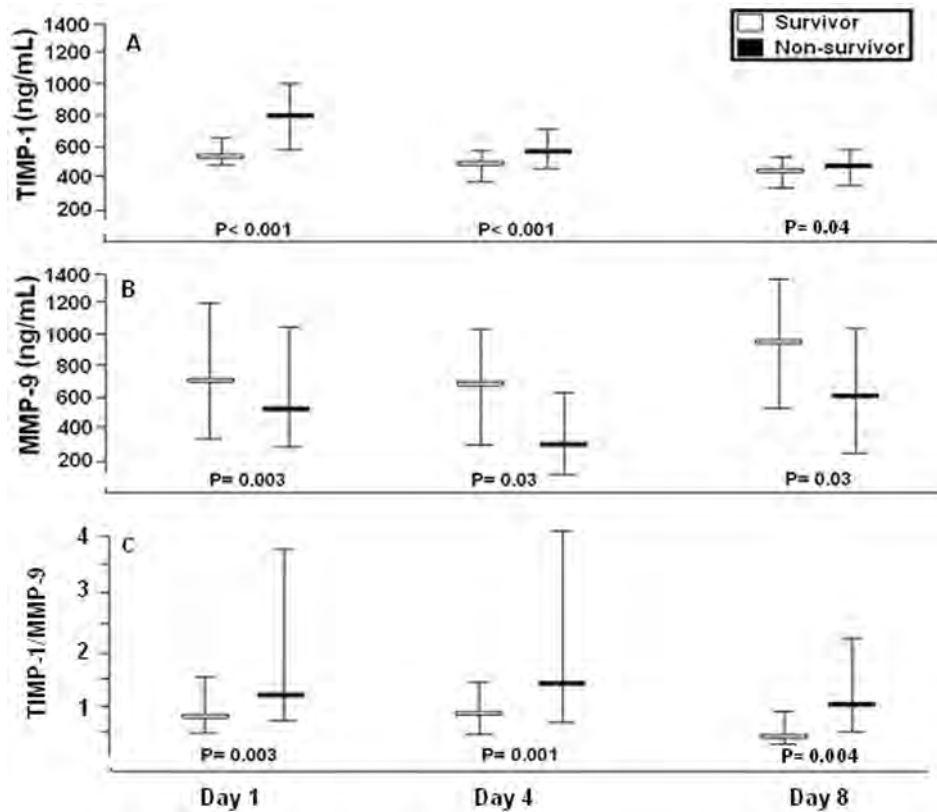 Survivor
Non-survivor
A
TIMP-1 (ng/mL)
1400
1200
1000
800
600
400
200
P< 0.001
P< 0.001
P= 0.04
B
MMP-9 (ng/mL)
1400
1200
1000
800
600
400
200
P= 0.003
P= 0.03
P= 0.03
C
TIMP-1/MMP-9
4
3
2
1
P= 0.003
P= 0.001
P= 0.004
Day 1
Day 4
Day 8